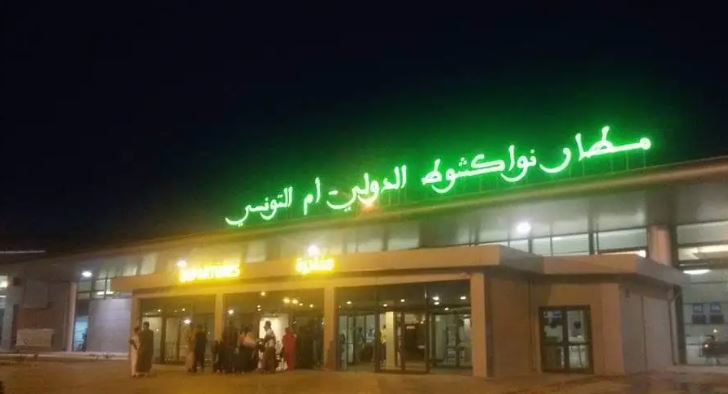 مطار نواكشوط الدولي أم التونسي
DEPARTURES مغادرة